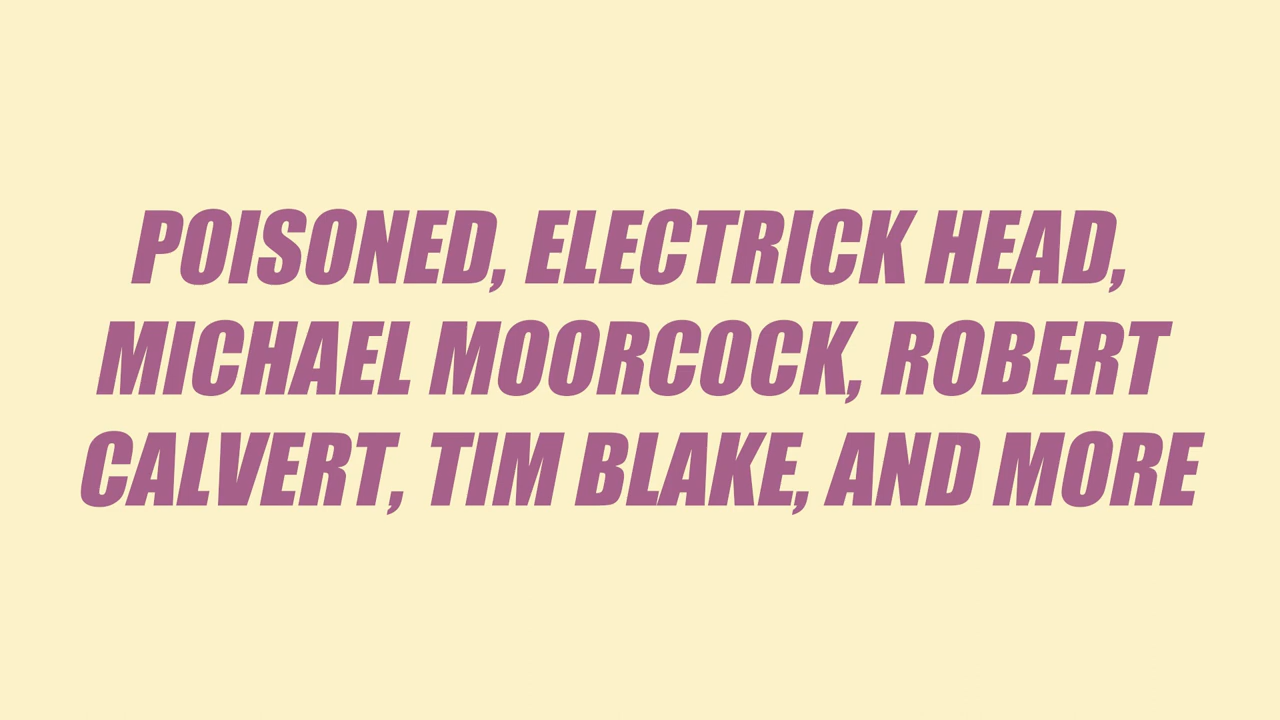 POISONED, ELECTRICK HEAD,
MICHAEL MOORCOCK, ROBERT
CALVERT, TIM BLAKE, AND MORE